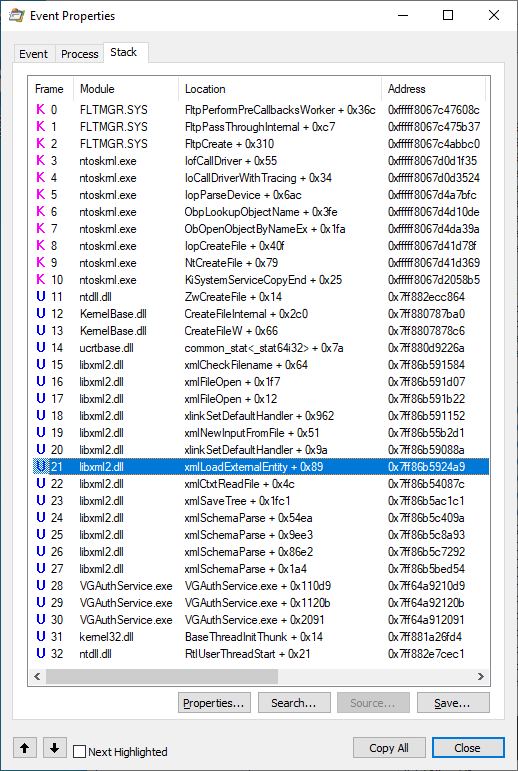 Event Properties
Event Process Stack
Frame Module Location Address
K 0 FLTMGR.SYS FltpPerformPreCallbacksWorker + 0x36c 0xfffff8067c47608c
K 1 FLTMGR.SYS FltpPassThroughInternal + 0xc7 0xfffff8067c475b37
K 2 FLTMGR.SYS FltpCreate + 0x310 0xfffff8067c4abbc0
K 3 ntoskrnl.exe IofCallDriver + 0x55 0xfffff8067d0d1f35
K 4 ntoskrnl.exe IoCallDriverWithTracing + 0x34 0xfffff8067d0d3524
K 5 ntoskrnl.exe IopParseDevice + 0x6ac 0xfffff8067d4a7bfc
K 6 ntoskrnl.exe ObpLookupObjectName + 0x3fe 0xfffff8067d4d10de
K 7 ntoskrnl.exe ObOpenObjectByNameEx + 0x1fa 0xfffff8067d4da39a
K 8 ntoskrnl.exe IopCreateFile + 0x40f 0xfffff8067d41d78f
K 9 ntoskrnl.exe NtCreateFile + 0x79 0xfffff8067d41d369
K 10 ntoskrnl.exe KiSystemServiceCopyEnd + 0x25 0xfffff8067d2058b5
U 11 ntdll.dll ZwCreateFile + 0x14 0x7ff882ecc864
U 12 KernelBase.dll CreateFileInternal + 0x2c0 0x7ff880787ba0
U 13 KernelBase.dll CreateFileW + 0x66 0x7ff8807878c6
U 14 ucrtbase.dll common_stat<_stat64i32> + 0x7a 0x7ff880d9226a
U 15 libxml2.dll xmlCheckFilename + 0x64 0x7ff86b591584
U 16 libxml2.dll xmlFileOpen + 0x1f7 0x7ff86b591d07
U 17 libxml2.dll xmlFileOpen + 0x12 0x7ff86b591b22
U 18 libxml2.dll xlinkSetDefaultHandler + 0x962 0x7ff86b591152
U 19 libxml2.dll xmlNewInputFromFile + 0x51 0x7ff86b55b2d1
U 20 libxml2.dll xlinkSetDefaultHandler + 0x9a 0x7ff86b59088a
U 21 libxml2.dll xmlLoadExternalEntity + 0x89 0x7ff86b5924a9
U 22 libxml2.dll xmlCtxtReadFile + 0x4c 0x7ff86b54087c
U 23 libxml2.dll xmlSaveTree + 0x1fc1 0x7ff86b5ac1c1
U 24 libxml2.dll xmlSchemaParse + 0x54ea 0x7ff86b5c409a
U 25 libxml2.dll xmlSchemaParse + 0x9ee3 0x7ff86b5c8a93
U 26 libxml2.dll xmlSchemaParse + 0x86e2 0x7ff86b5c7292
U 27 libxml2.dll xmlSchemaParse + 0x1a4 0x7ff86b5bed54
U 28 VGAuthService.exe VGAuthService.exe + 0x110d9 0x7ff64a9210d9
U 29 VGAuthService.exe VGAuthService.exe + 0x1120b 0x7ff64a92120b
U 30 VGAuthService.exe VGAuthService.exe + 0x2091 0x7ff64a912091
U 31 kernel32.dll BaseThreadInitThunk + 0x14 0x7ff881a26fd4
U 32 ntdll.dll RtlUserThreadStart + 0x21 0x7ff882e7cec1
Properties... Search... Source... Save...
Next Highlighted Copy All Close